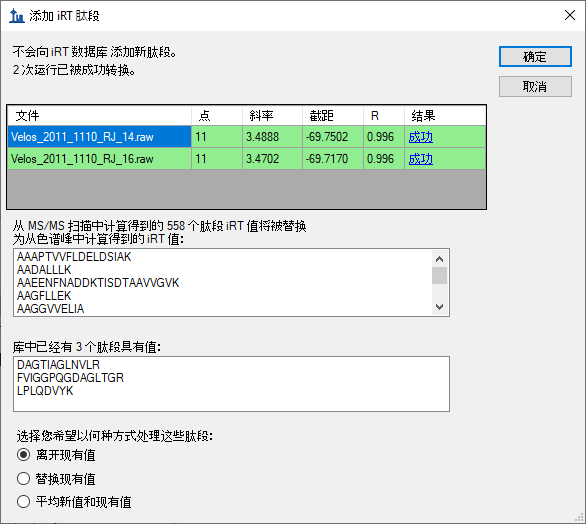 添加 iRT 肽段
不会向 iRT 数据库 添加新肽段。
2 次运行已被成功转换。
确定
取消
文件 点 斜率 截距 R 结果
Velos_2011_1110_RJ_14.raw 11 3.4888 -69.7502 0.996 成功
Velos_2011_1110_RJ_16.raw 11 3.4702 -69.7170 0.996 成功
从 MS/MS 扫描中计算得到的 558 个肽段 iRT 值将被替换
为从色谱峰中计算得到的 iRT 值：
AAAPTVVFLDELDSIAK
AADALLLK
AAEENFNADDKTISDTAAVVGVK
AAGFLLEK
AAGGVVELIA
库中已经有 3 个肽段具有值：
DAGTIAGLNVLR
FVIGGPQGDAGLTGR
LPLQDVYK
选择您希望以何种方式处理这些肽段：
离开现有值
替换现有值
平均新值和现有值